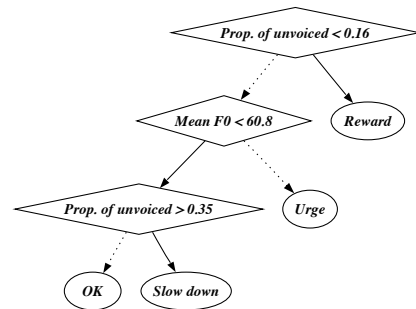 Prop. of unvoiced < 0.16
Mean F0 < 60.8
Reward
Prop. of unvoiced > 0.35
Urge
OK
Slow down